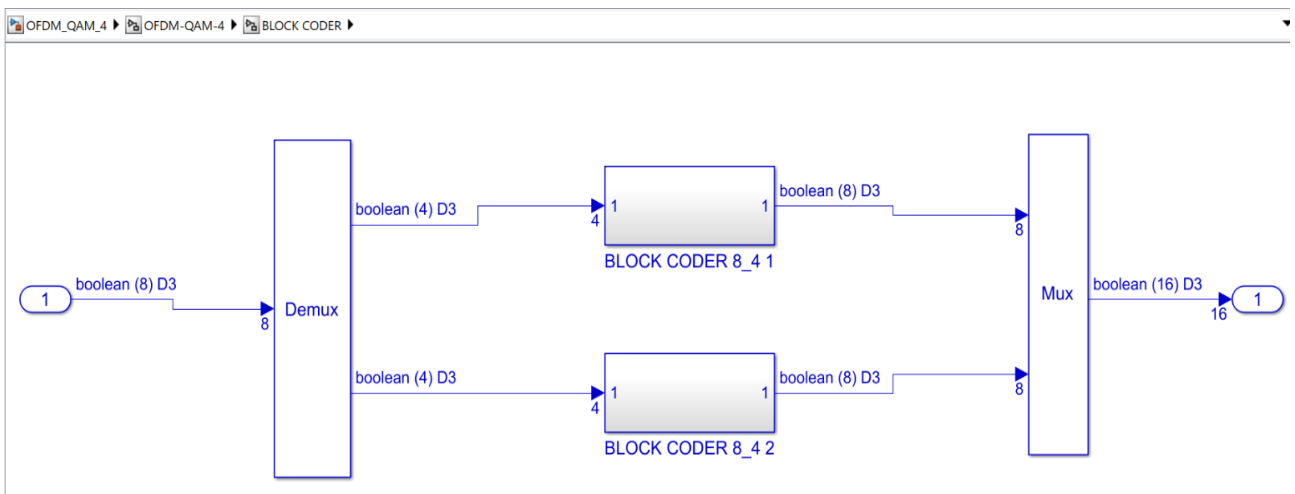 OFDM_QAM_4 OFDM-QAM-4 BLOCK CODER
boolean (8) D3 boolean (4) D3
1 4 1
BLOCK CODER 8_4 1
8
boolean (8) D3
1
8
Demux
Mux
boolean (16) D3
16
1
boolean (4) D3
1 4 1
BLOCK CODER 8_4 2
boolean (8) D3
8